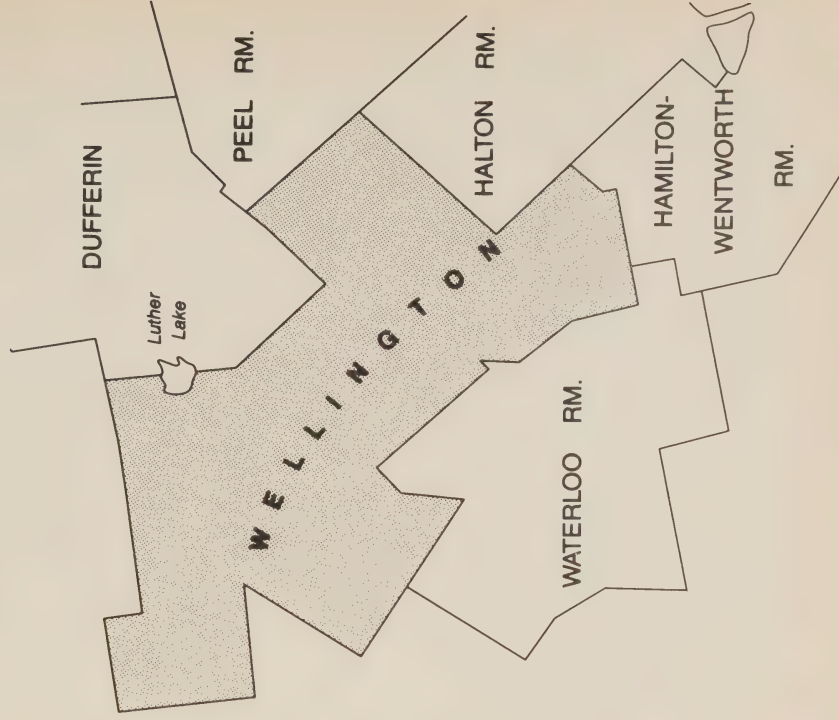 DUFFERIN
PEEL RM.
HALTON RM.
Luther
Lake
WELLINGTON
HAMILTON-
WENTWORTH
RM.
WATERLOO RM.